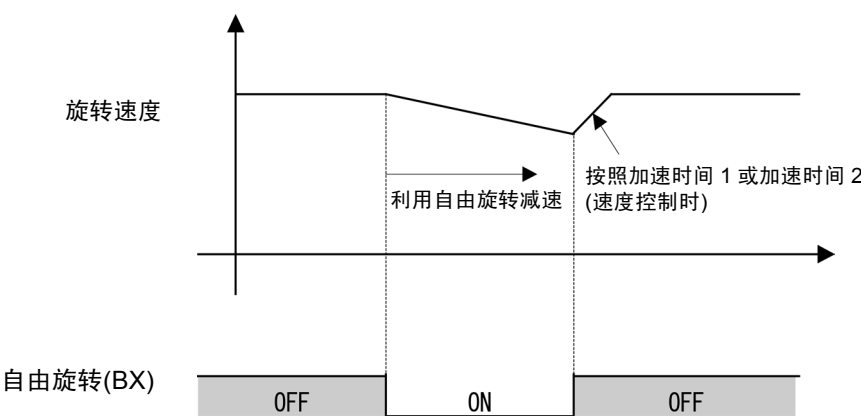 旋转速度
按照加速时间 1 或加速时间 2
利用自由旋转减速
(速度控制时)
自由旋转(BX)
OFF
ON
OFF